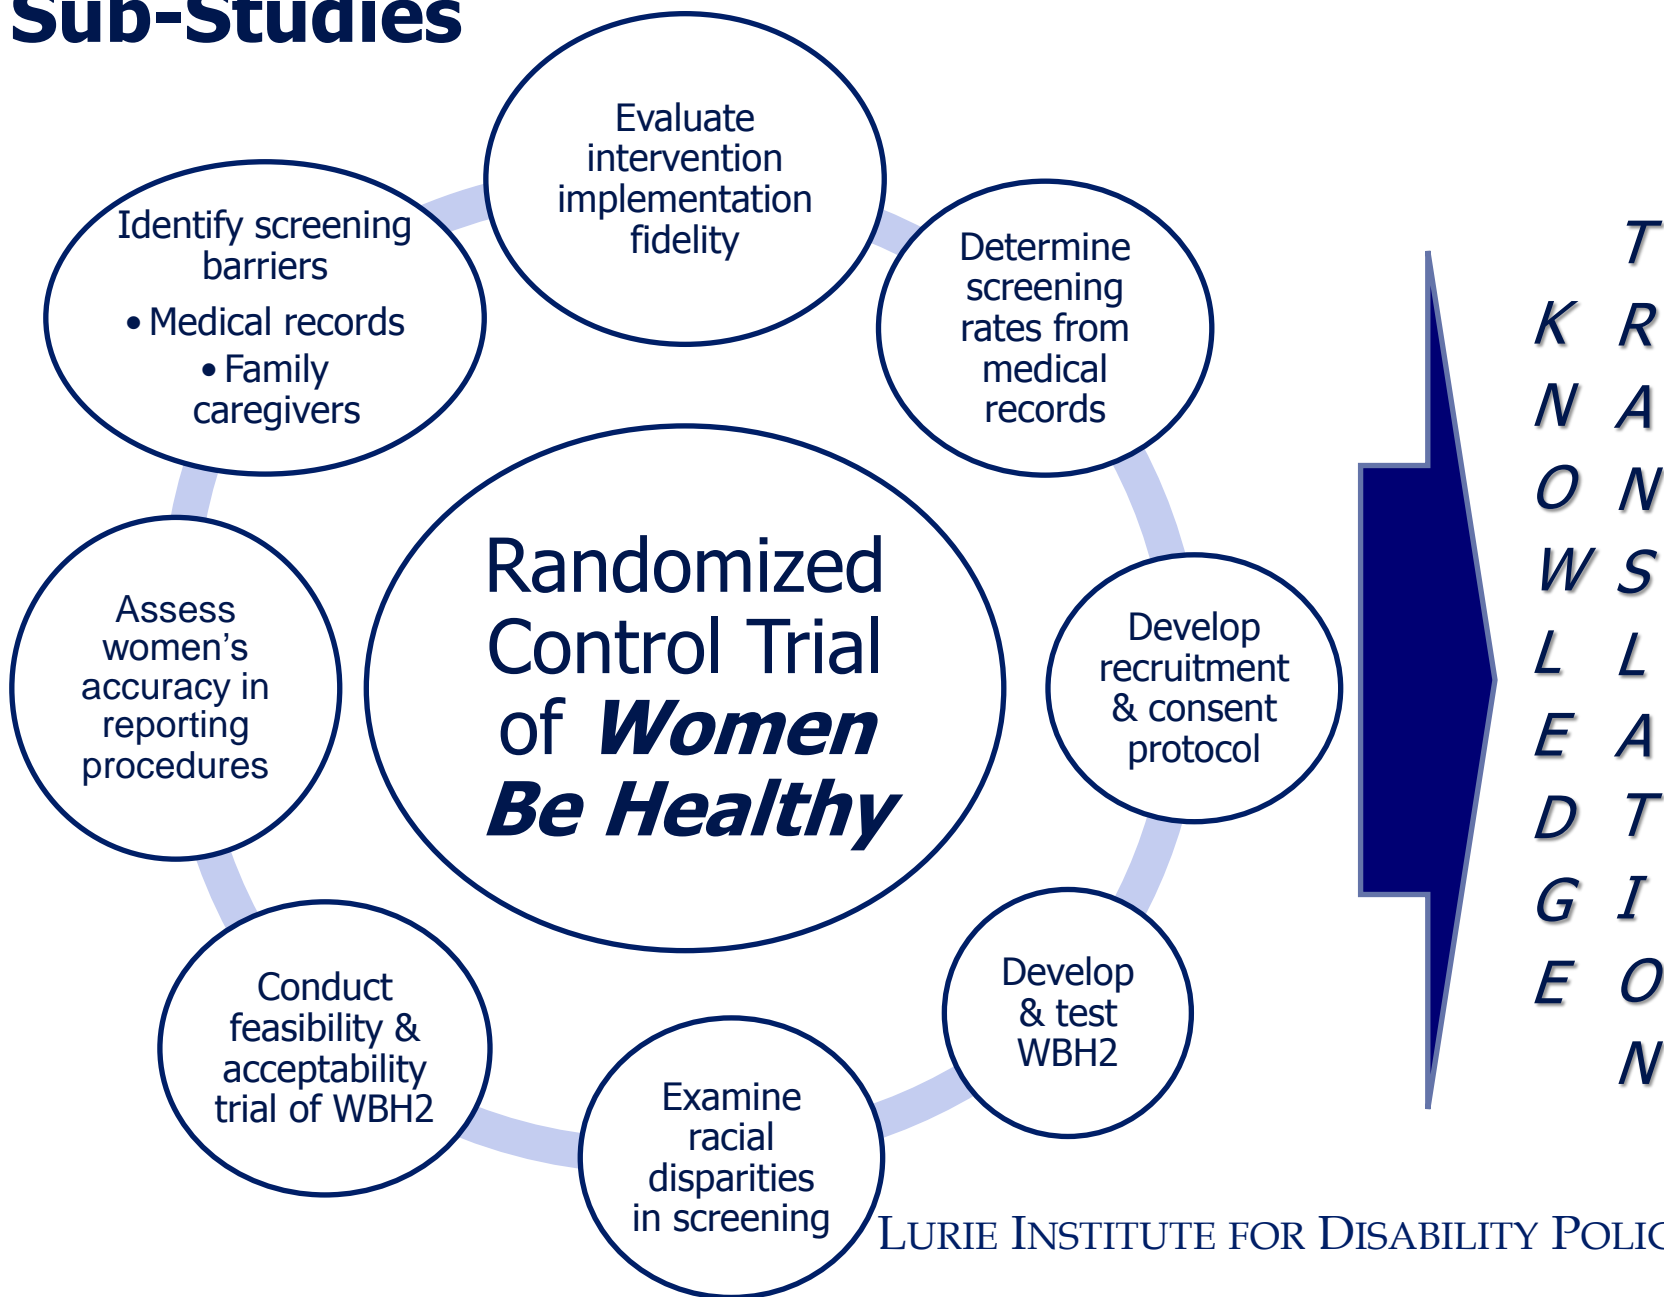 Sub-Studies
Evaluate
intervention
implementation
fidelity
Determine
screening
rates from
medical
records
Develop
recruitment
& consent
protocol
Develop
& test
WBH2
Examine
racial
disparities
in screening
Conduct
feasibility &
acceptability
trial of WBH2
Assess
women's
accuracy in
reporting
procedures
Identify screening
barriers
• Medical records
• Family
caregivers
Randomized
Control Trial
of Women
Be Healthy
KNOWLEDGE
TRANSLATION
LURIE INSTITUTE FOR DISABILITY POLIC